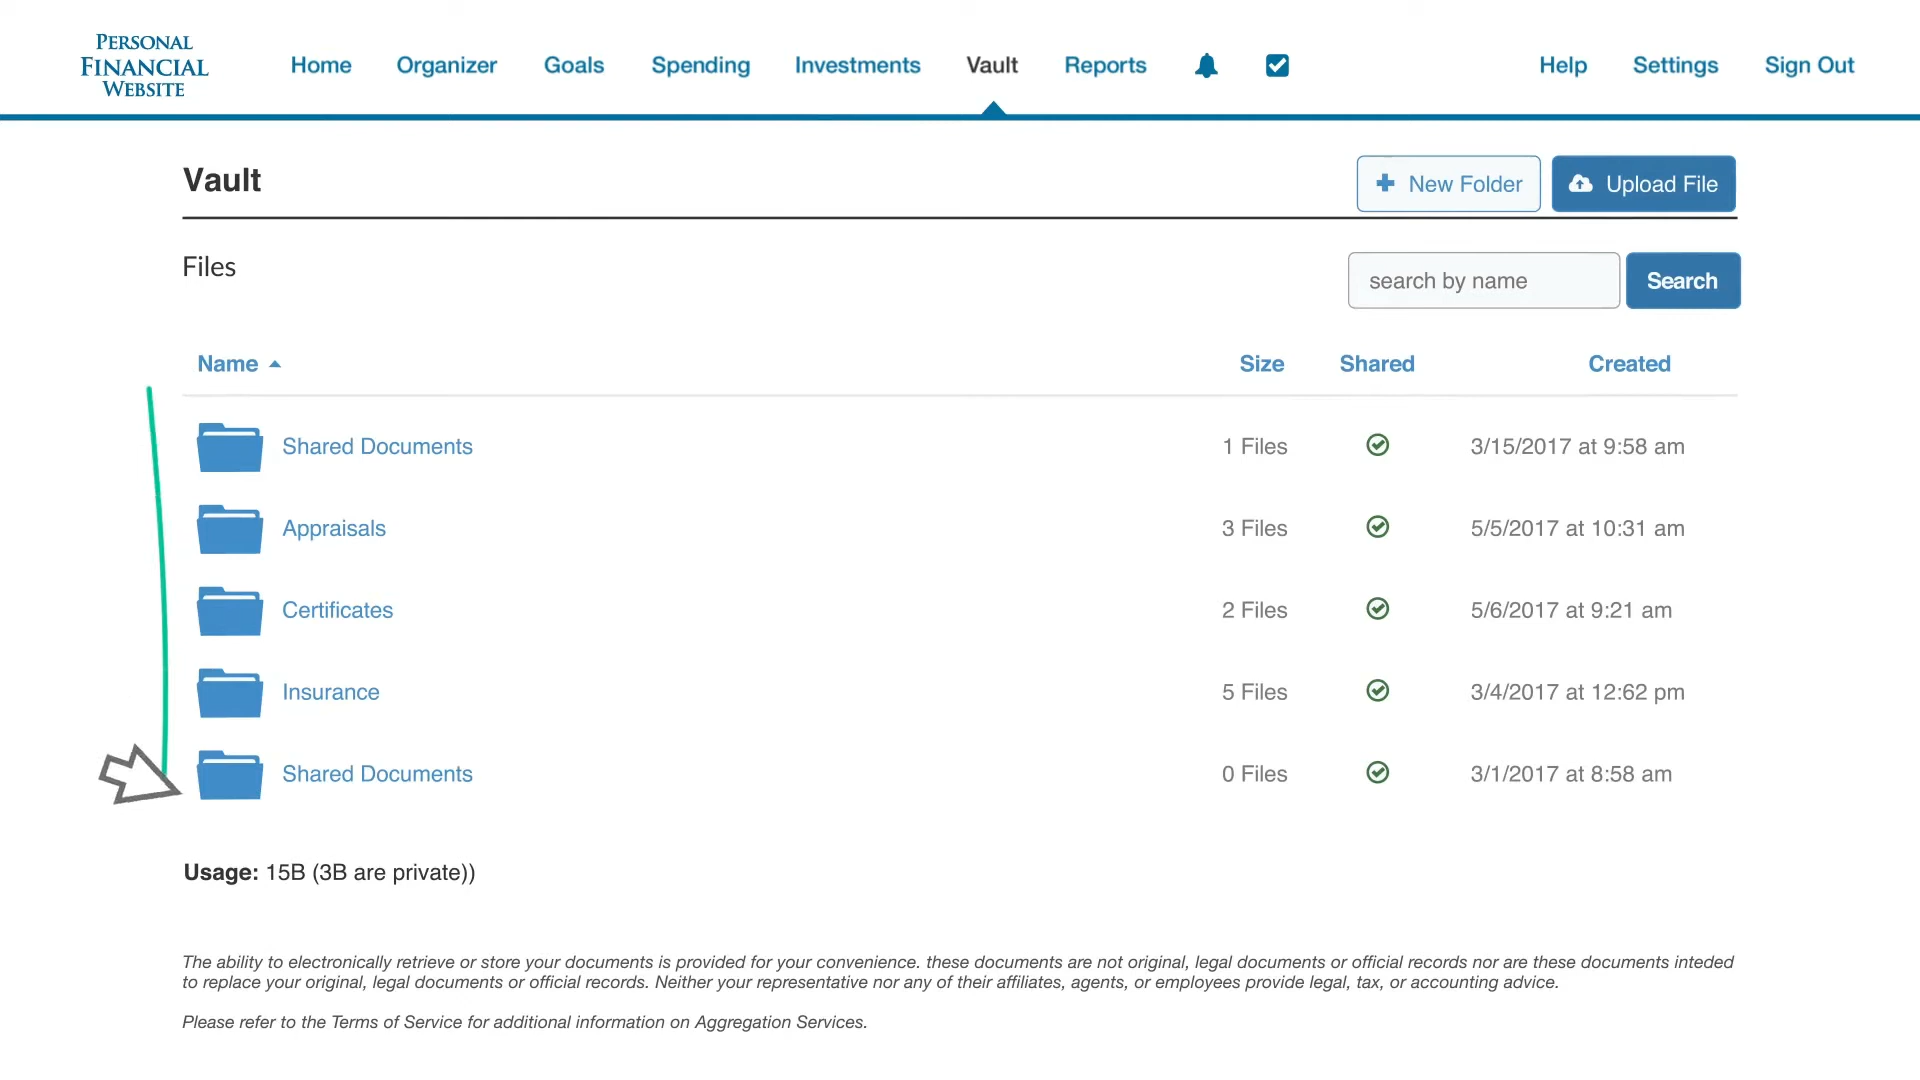 PERSONAL
FINANCIAL
WEBSITE
Home Organizer Goals Spending Investments Vault Reports Help Settings Sign Out
Vault
New Folder
Upload File
Files
search by name
Search
Name Size Shared Created
Shared Documents 1 Files 3/15/2017 at 9:58 am
Appraisals 3 Files 5/5/2017 at 10:31 am
Certificates 2 Files 5/6/2017 at 9:21 am
Insurance 5 Files 3/4/2017 at 12:62 pm
Shared Documents 0 Files 3/1/2017 at 8:58 am
Usage: 15B (3B are private))
The ability to electronically retrieve or store your documents is provided for your convenience. these documents are not original, legal documents or official records nor are these documents inteded
to replace your original, legal documents or official records. Neither your representative nor any of their affiliates, agents, or employees provide legal, tax, or accounting advice.
Please refer to the Terms of Service for additional information on Aggregation Services.